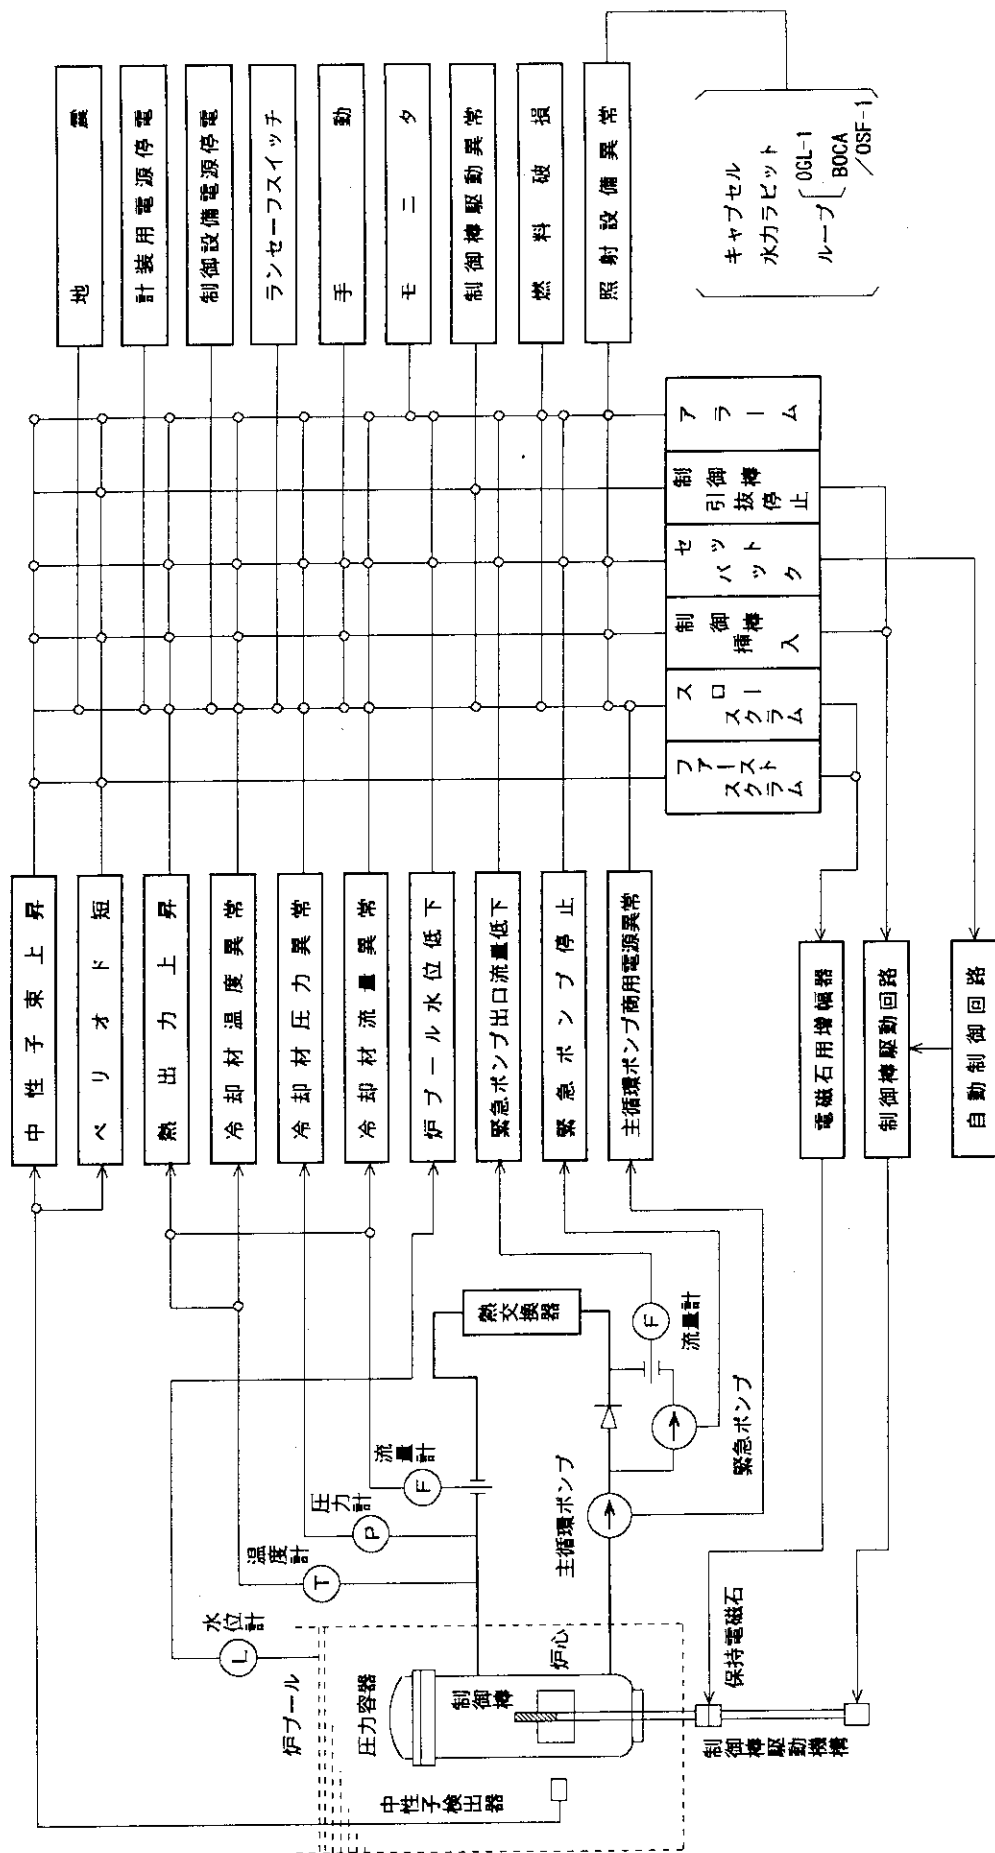 中性子束上昇
ペリオド短
熱出力上昇
冷却材温度異常
冷却材圧力異常
冷却材流量異常
炉プール水位低下
緊急ポンプ出口流量低下
緊急ポンプ停止
主循環ポンプ商用電源異常
地震
計装用電源停電
制御設備電源停電
ランセーフスイッチ
手動
モニタ
制御棒駆動異常
燃料破損
照射設備異常
キャプセル
水力ラビット
ループ
OGL-1
BOCA
/OSF-1
ファースト
スクラム
スロー
スクラム
制御棒
挿入
セット
バック
制御棒
引抜
停止
アラーム
電磁石用増幅器
制御棒駆動回路
自動制御回路
炉プール
水位計
L
温度計
T
圧力計
P
流量計
F
熱交換器
圧力容器
制御棒
炉心
中性子検出器
主循環ポンプ
緊急ポンプ
F
流量計
保持電磁石
制御棒駆動機構